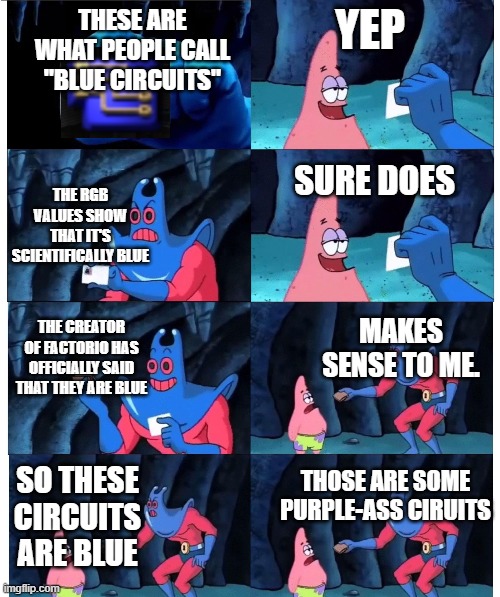 THESE ARE
WHAT PEOPLE CALL
"BLUE CIRCUITS"
YEP
THE RGB
VALUES SHOW
THAT IT'S
SCIENTIFICALLY BLUE
SURE DOES
THE CREATOR
OF FACTORIO HAS
OFFICIALLY SAID
THAT THEY ARE BLUE
MAKES
SENSE TO ME.
SO THESE
CIRCUITS
ARE BLUE
THOSE ARE SOME
PURPLE-ASS CIRUITS
imgflip.com